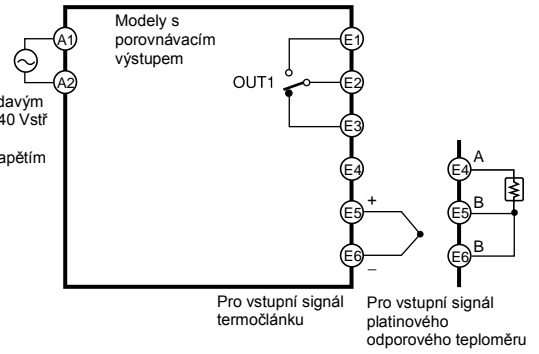 Modely s
porovnávacím
výstupem
A1
A2
davým
40 Vstř
apětím
OUT1
E1
E2
E3
E4
E5
E6
+
–
E4
E5
E6
A
B
B
Pro vstupní signál
termočlánku
Pro vstupní signál
platinového
odporového teploměru